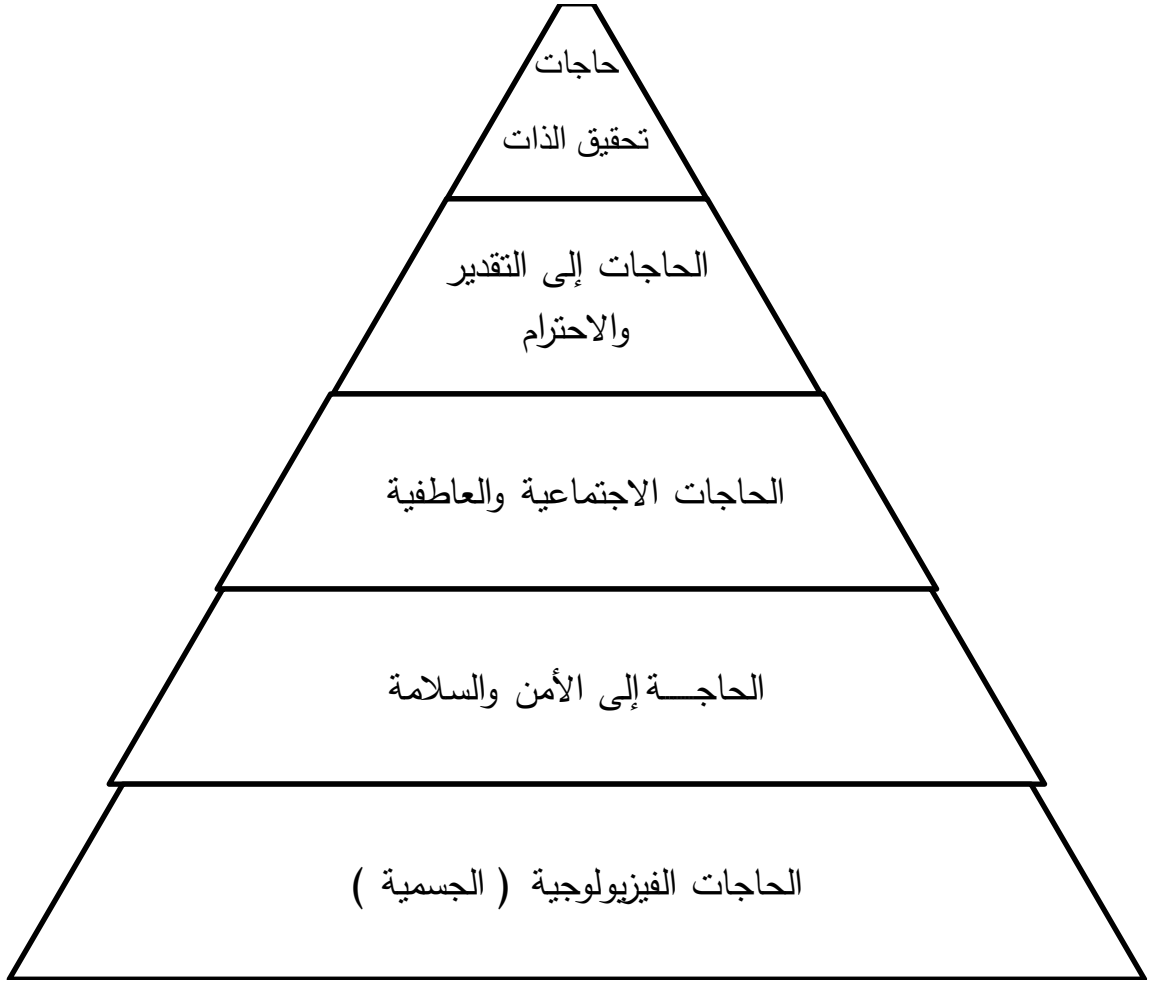 حاجات
تحقيق الذات
الحاجات إلى التقدير
والاحترام
الحاجات الاجتماعية والعاطفية
الحاجـــة إلى الأمن والسلامة
الحاجات الفيزيولوجية ( الجسمية )